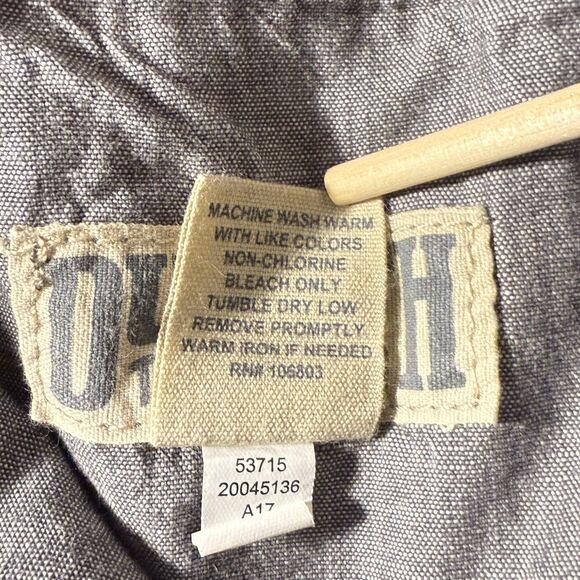 MACHINE WASH WARM
WITH LIKE COLORS
NON-CHLORINE
BLEACH ONLY
TUMBLE DRY LOW
REMOVE PROMPTLY
WARM IRON IF NEEDED
RN# 106803
53715
20045136
A17